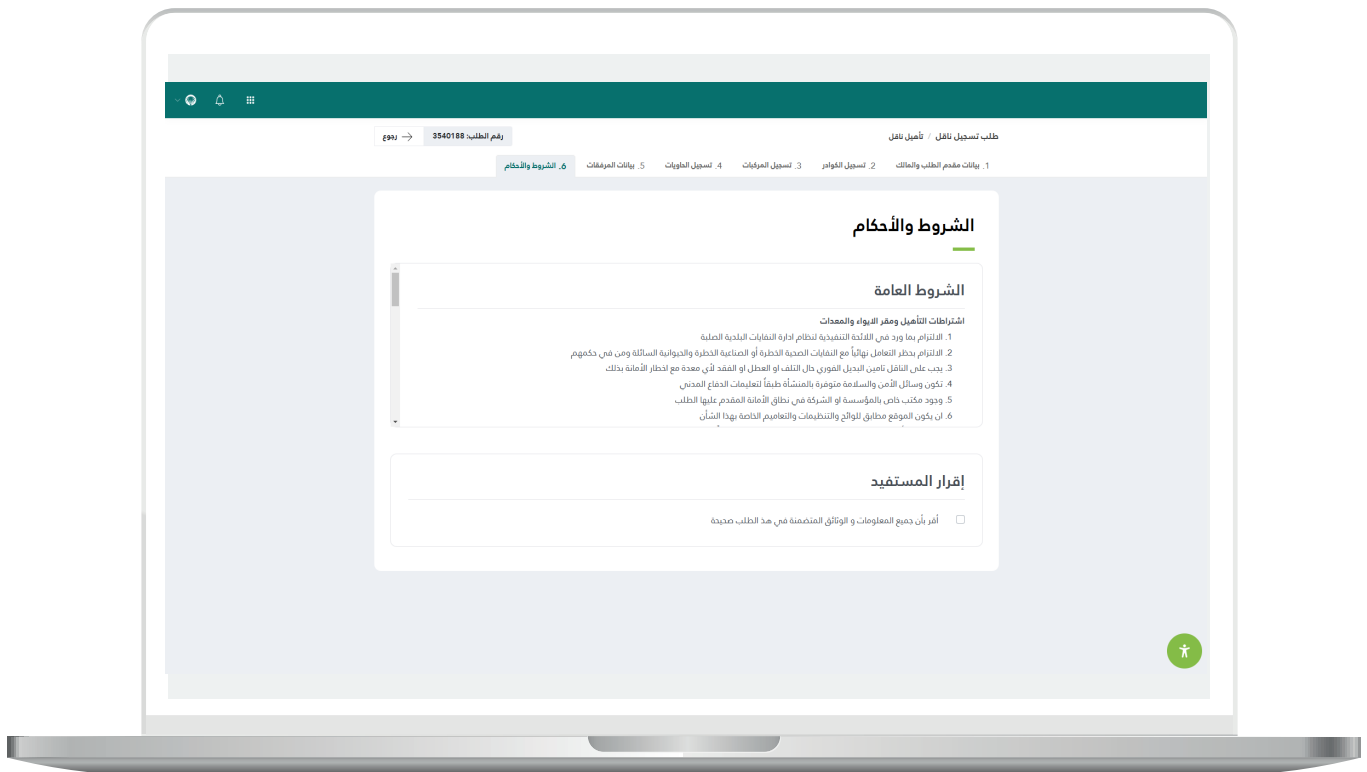 طلب تسجيل ناقل / تأهيل ناقل
رقم الطلب: 3540188
رجوع
1. بيانات مقدم الطلب والمالك
2. تسجيل الكوادر
3. تسجيل المركبات
4. تسجيل الحاويات
5. بيانات المرفقات
6. الشروط والأحكام
الشروط والأحكام
الشروط العامة
اشتراطات التأهيل ومقر الايواء والمعدات
1. الالتزام بما ورد في اللائحة التنفيذية لنظام ادارة النفايات البلدية الصلبة
2. الالتزام بحظر التعامل نهائياً مع النفايات الصحية الخطرة أو الصناعية الخطرة والحيوانية السائلة ومن في حكمهم
3. يجب على الناقل تامين البديل الفوري حال التلف او العطل او الفقد لأي معدة مع اخطار الأمانة بذلك
4. تكون وسائل الأمن والسلامة متوفرة بالمنشأة طبقاً لتعليمات الدفاع المدني
5. وجود مكتب خاص بالمؤسسة او الشركة في نطاق الأمانة المقدم عليها الطلب
6. ان يكون الموقع مطابق للوائح والتنظيمات والتعاميم الخاصة بهذا الشأن
إقرار المستفيد
أقر بأن جميع المعلومات و الوثائق المتضمنة في هذ الطلب صحيحة